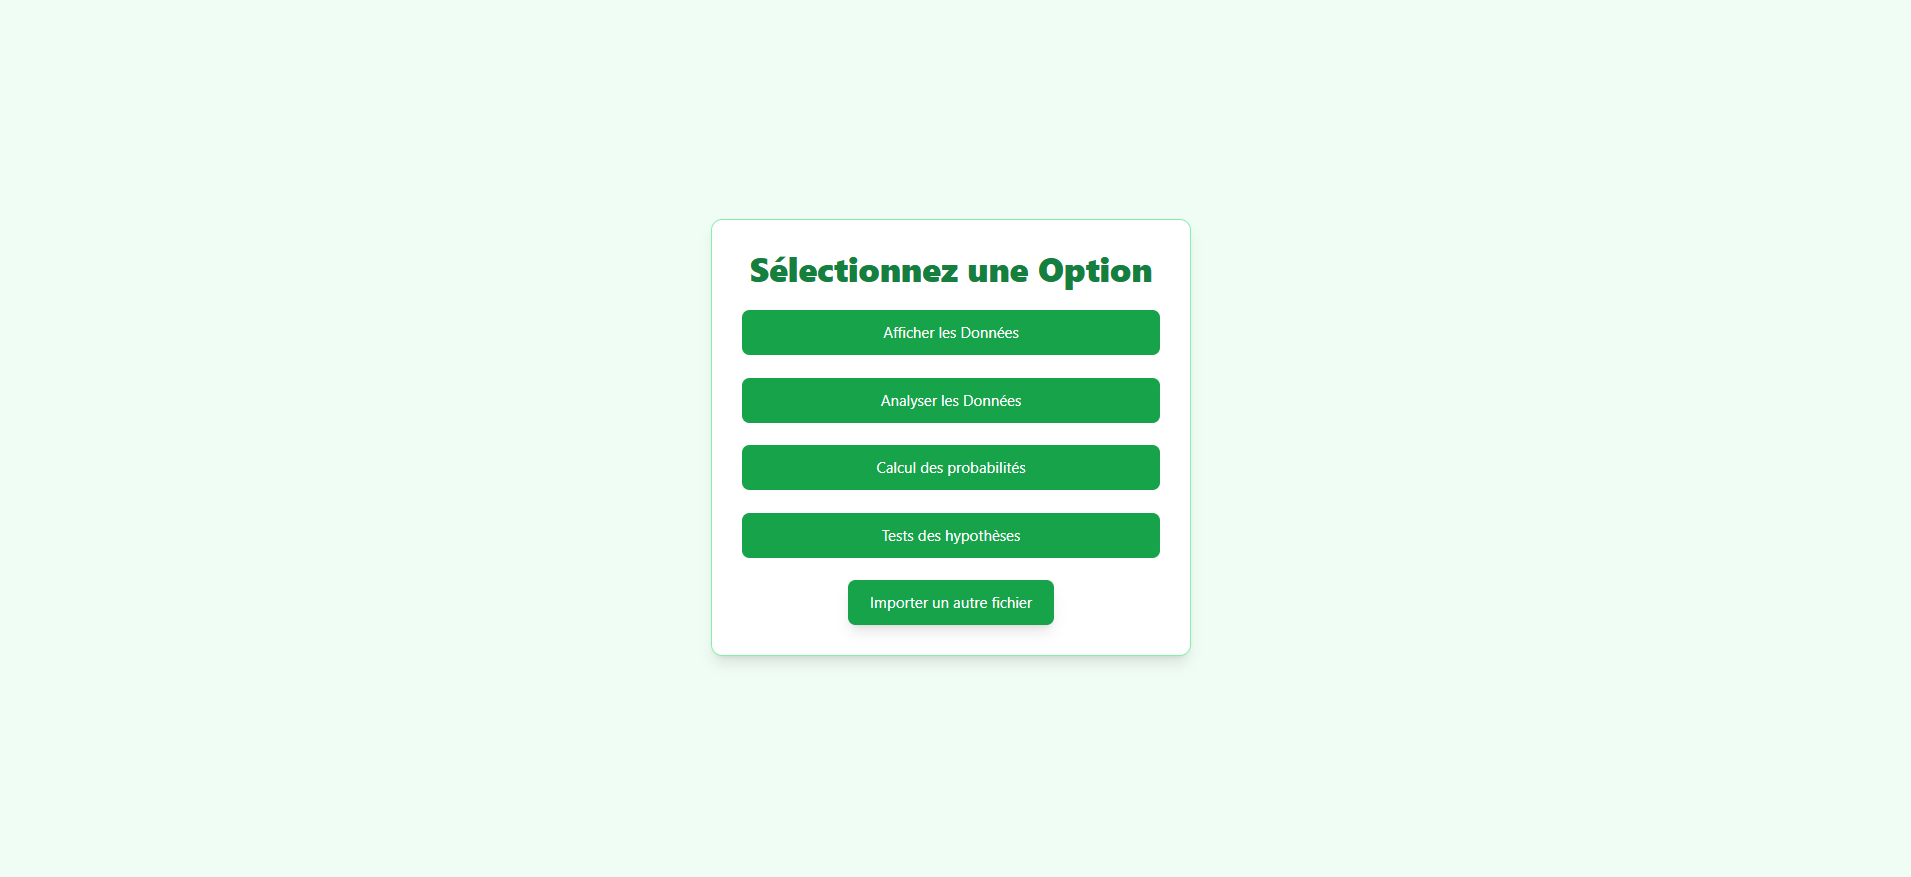 Sélectionnez une Option
Afficher les Données
Analyser les Données
Calcul des probabilités
Tests des hypothèses
Importer un autre fichier